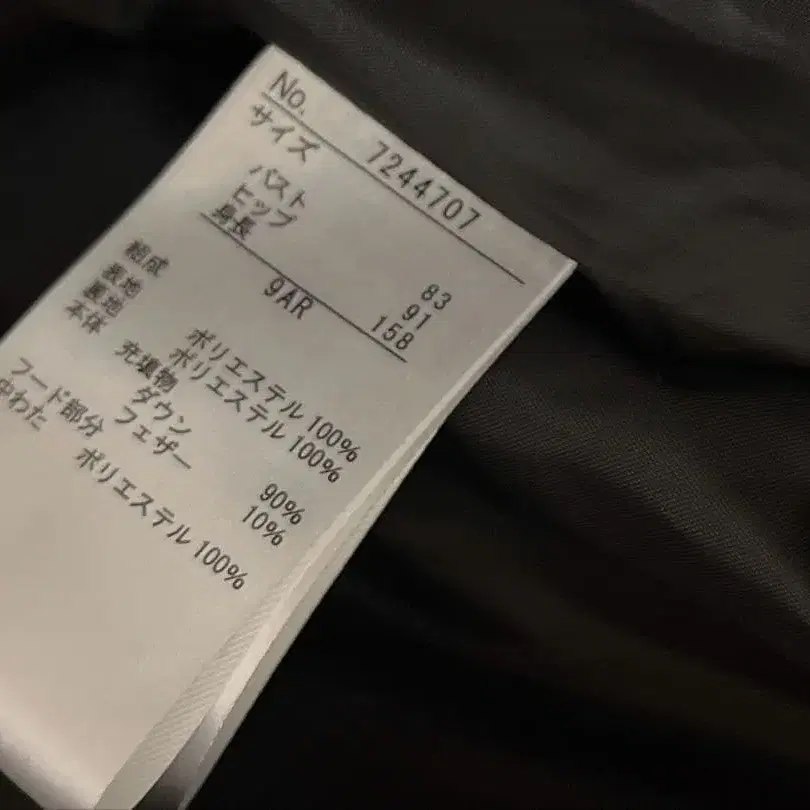 No. 7244707
サイズ
バスト 83
ヒップ 91
身長 158
9AR
組成
表地 ポリエステル 100%
裏地 ポリエステル 100%
本体 充填物
ダウン 90%
フェザー 10%
フード部分
中わた ポリエステル 100%